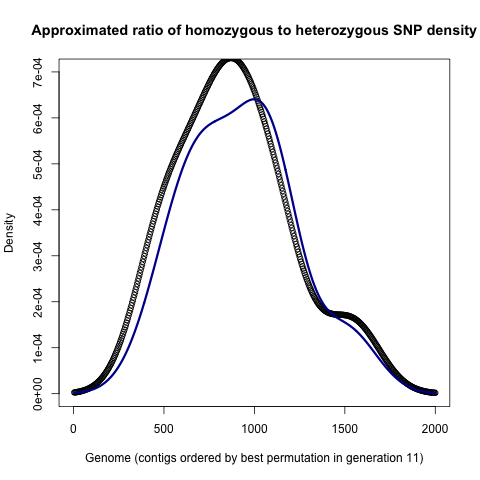 Approximated ratio of homozygous to heterozygous SNP density
7e-04
6e-04
5e-04
4e-04
3e-04
2e-04
1e-04
0e+00
Density
0 500 1000 1500 2000
Genome (contigs ordered by best permutation in generation 11)